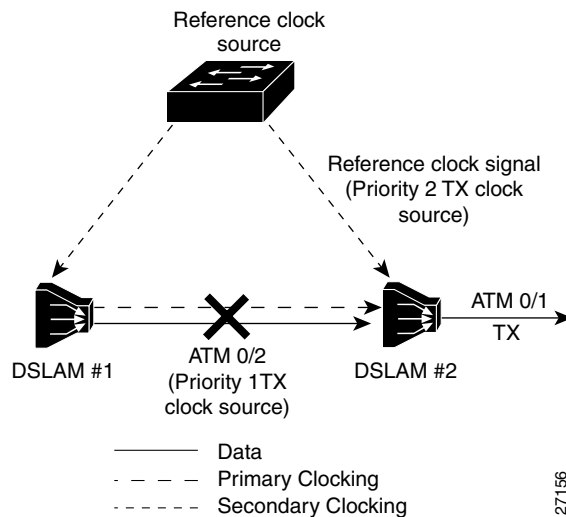 Reference clock
source
Reference clock signal
(Priority 2 TX clock
source)
ATM 0/1
TX
DSLAM #1
ATM 0/2
(Priority 1TX
clock source)
DSLAM #2
Data
Primary Clocking
Secondary Clocking
27156